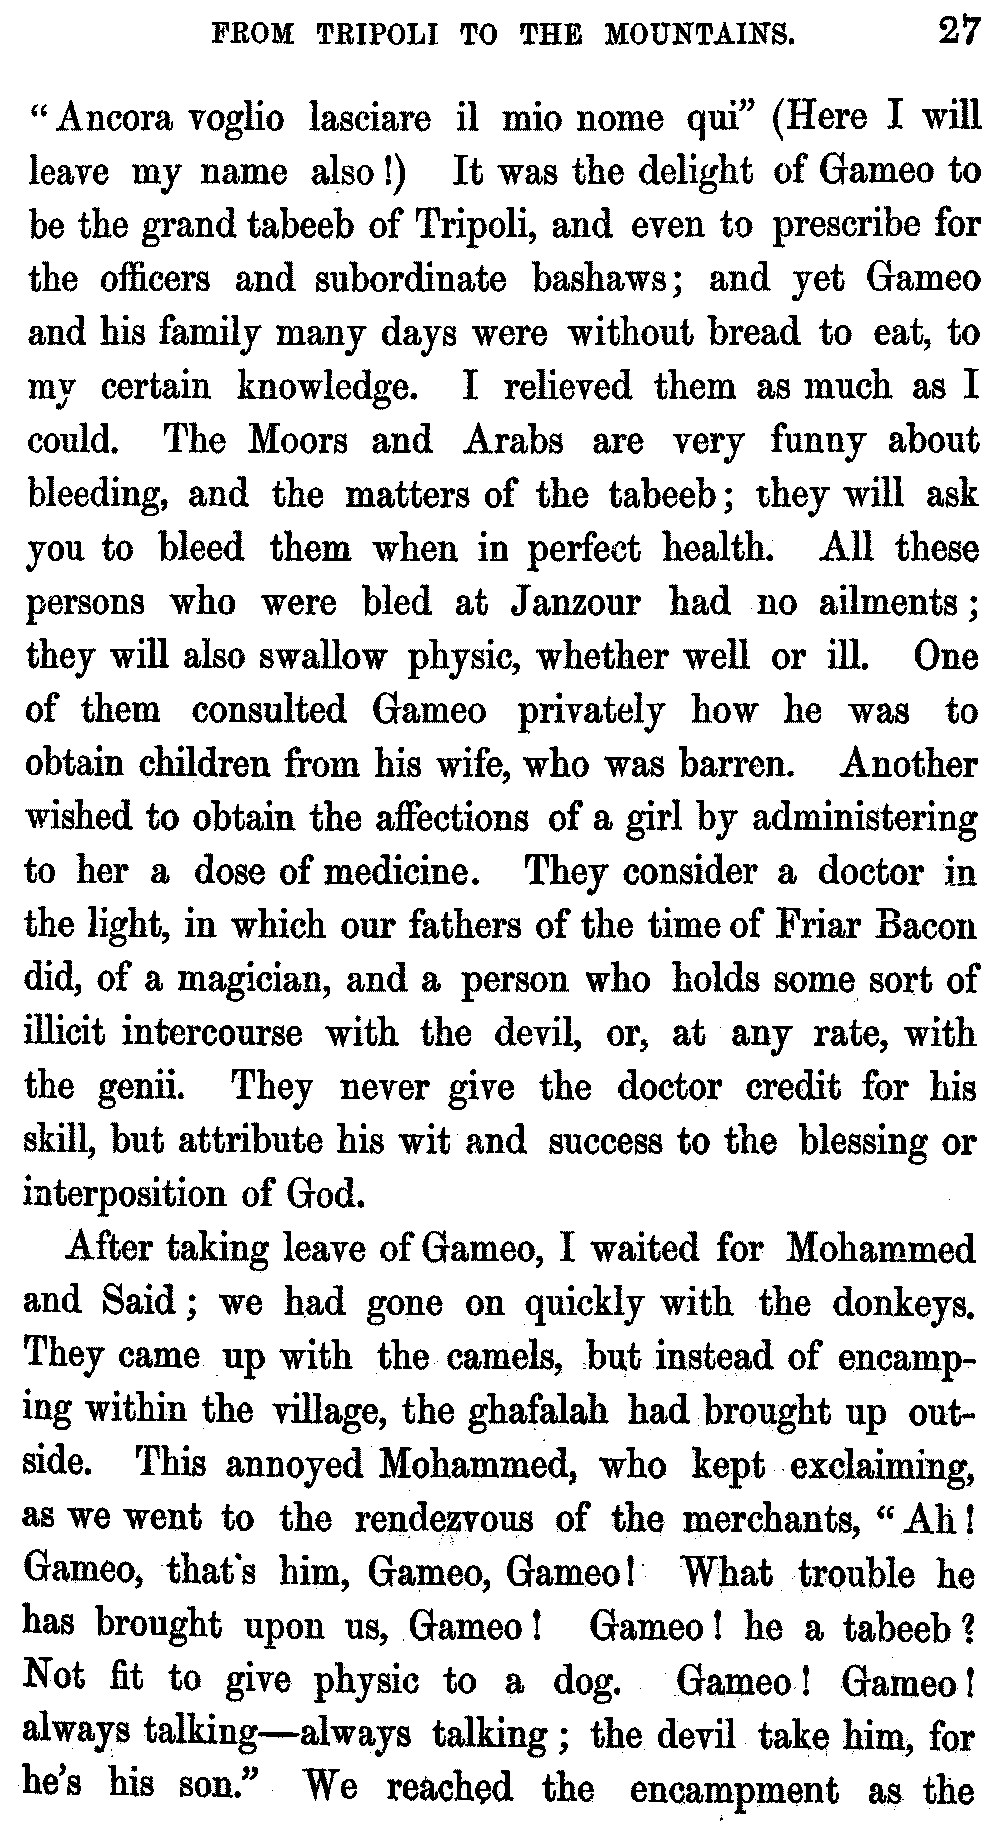 FROM TRIPOLI TO THE MOUNTAINS. 27
“Ancora voglio lasciare il mio nome qui” (Here I will
leave my name also!) It was the delight of Gameo to
be the grand tabeeb of Tripoli, and even to prescribe for
the officers and subordinate bashaws; and yet Gameo
and his family many days were without bread to eat, to
my certain knowledge. I relieved them as much as I
could. The Moors and Arabs are very funny about
bleeding, and the matters of the tabeeb; they will ask
you to bleed them when in perfect health. All these
persons who were bled at Janzour had no ailments;
they will also swallow physic, whether well or ill. One
of them consulted Gameo privately how he was to
obtain children from his wife, who was barren. Another
wished to obtain the affections of a girl by administering
to her a dose of medicine. They consider a doctor in
the light, in which our fathers of the time of Friar Bacon
did, of a magician, and a person who holds some sort of
illicit intercourse with the devil, or, at any rate, with
the genii. They never give the doctor credit for his
skill, but attribute his wit and success to the blessing or
interposition of God.
After taking leave of Gameo, I waited for Mohammed
and Said; we had gone on quickly with the donkeys.
They came up with the camels, but instead of encamp-
ing within the village, the ghafalah had brought up out-
side. This annoyed Mohammed, who kept exclaiming,
as we went to the rendezvous of the merchants, “Ah!
Gameo, that's him, Gameo, Gameo! What trouble he
has brought upon us, Gameo! Gameo! he a tabeeb?
Not fit to give physic to a dog. Gameo! Gameo!
always talking—always talking; the devil take him, for
he's his son.” We reached the encampment as the